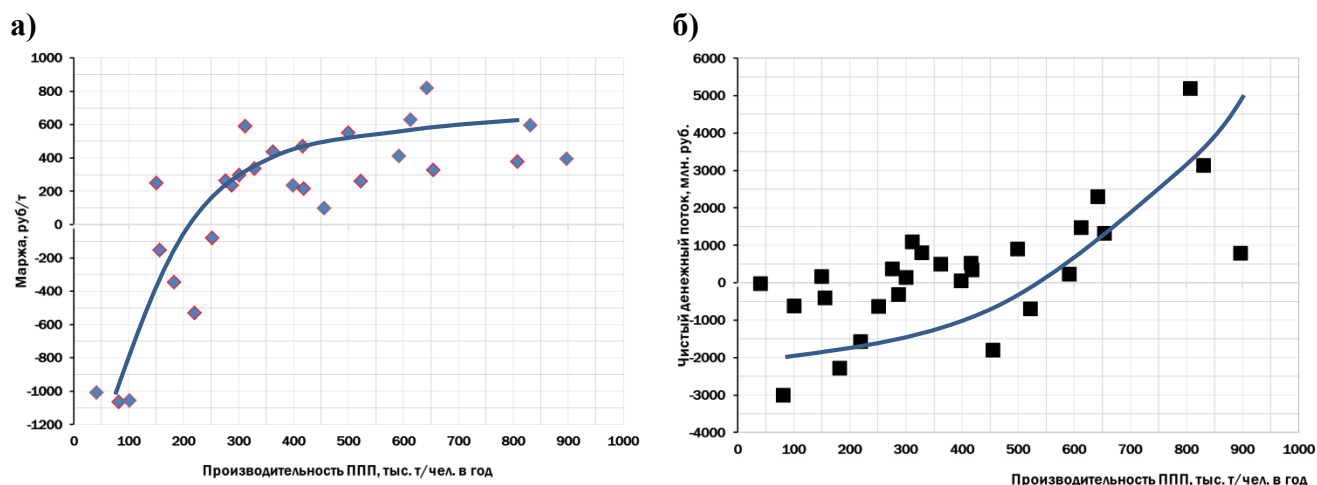 а)
1000
800
600
400
200
0
-200
-400
-600
-800
-1000
-1200
Маржа, руб/т
0 100 200 300 400 500 600 700 800 900 1000
Производительность ППП, тыс. т/чел. в год
б)
6000
5000
4000
3000
2000
1000
0
-1000
-2000
-3000
-4000
Чистый денежный поток, млн. руб.
0 100 200 300 400 500 600 700 800 900 1000
Производительность ППП, тыс. т/чел. в год